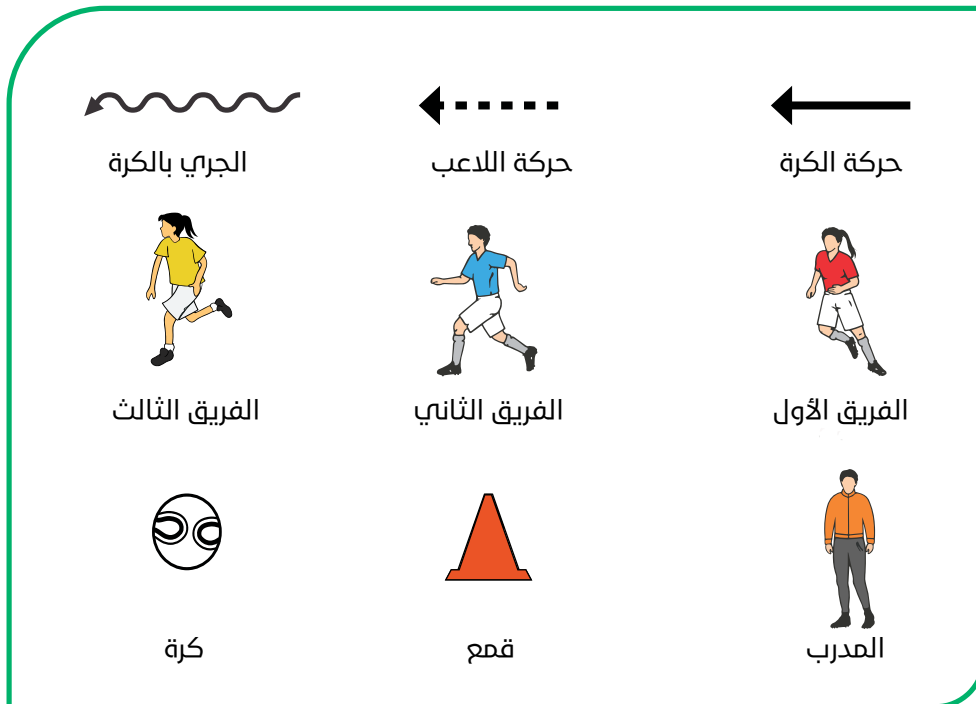 حركة الكرة
حركة اللاعب
الجري بالكرة
الفريق الأول
الفريق الثاني
الفريق الثالث
المدرب
قمع
كرة